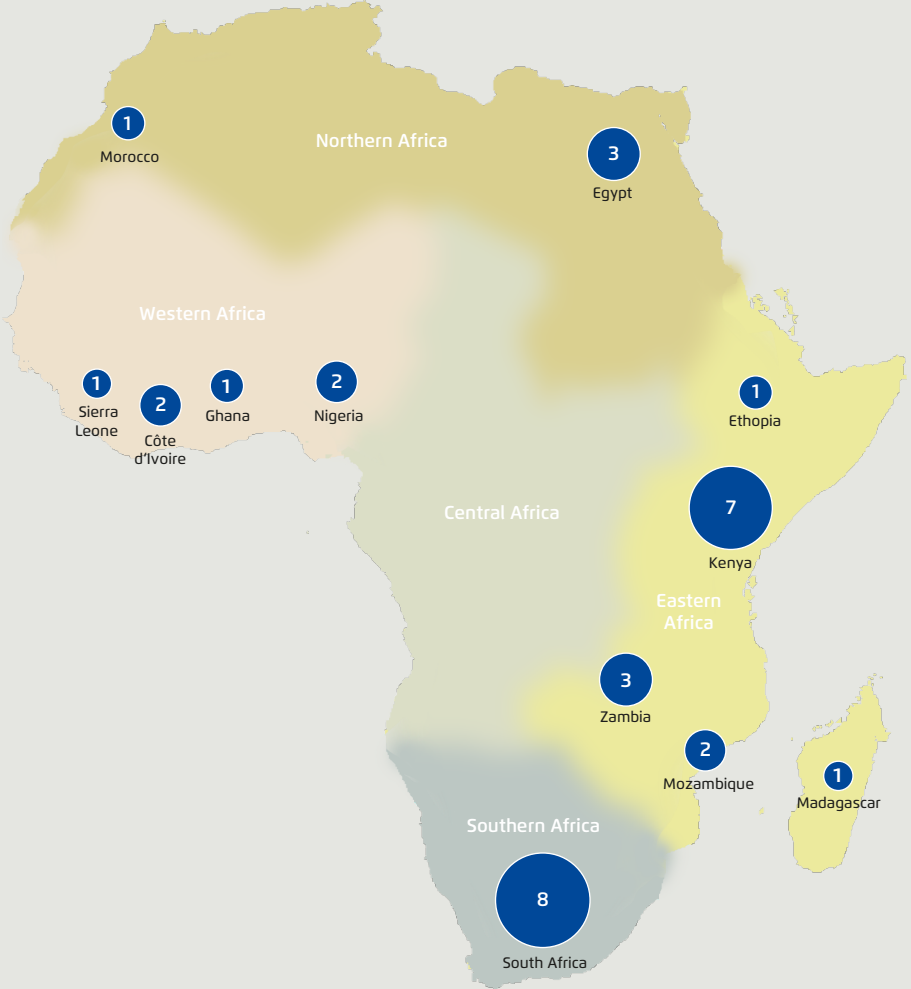 1
Morocco
Northern Africa
3
Egypt
Western Africa
1
Sierra
Leone
2
Côte
d'Ivoire
1
Ghana
2
Nigeria
1
Ethopia
Central Africa
7
Kenya
Eastern
Africa
3
Zambia
2
Mozambique
1
Madagascar
Southern Africa
8
South Africa